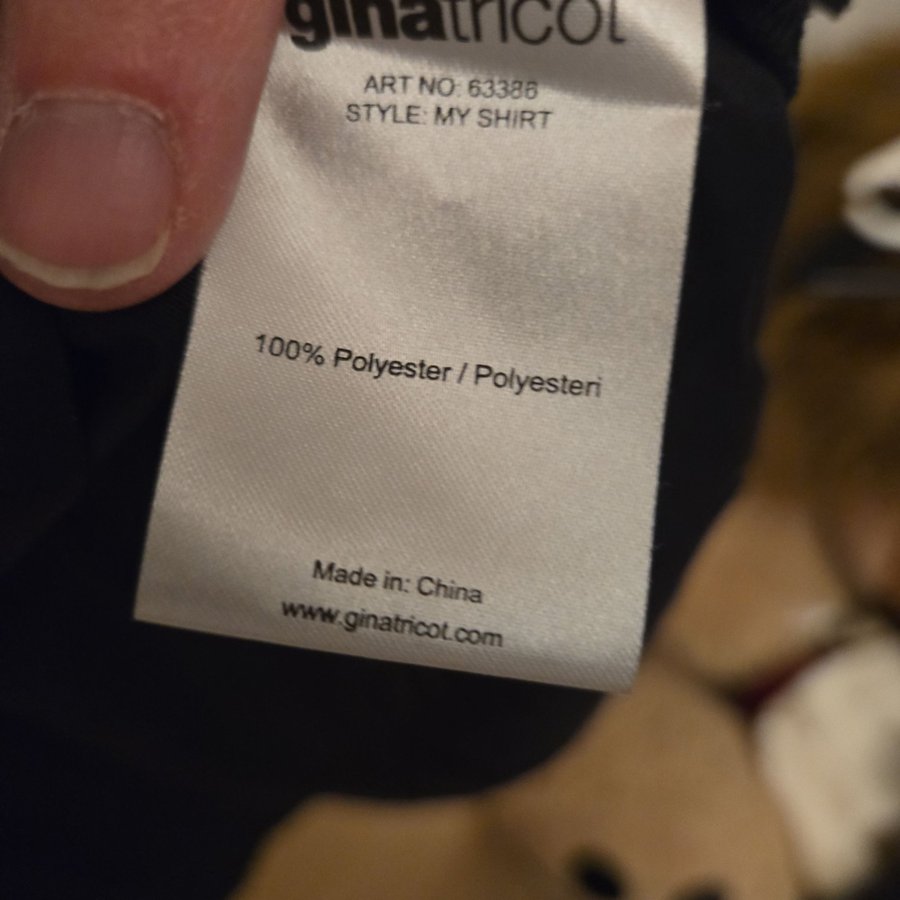 ginatricot
ART NO: 63386
STYLE: MY SHIRT
100% Polyester / Polyesteri
Made in: China
www.ginatricot.com